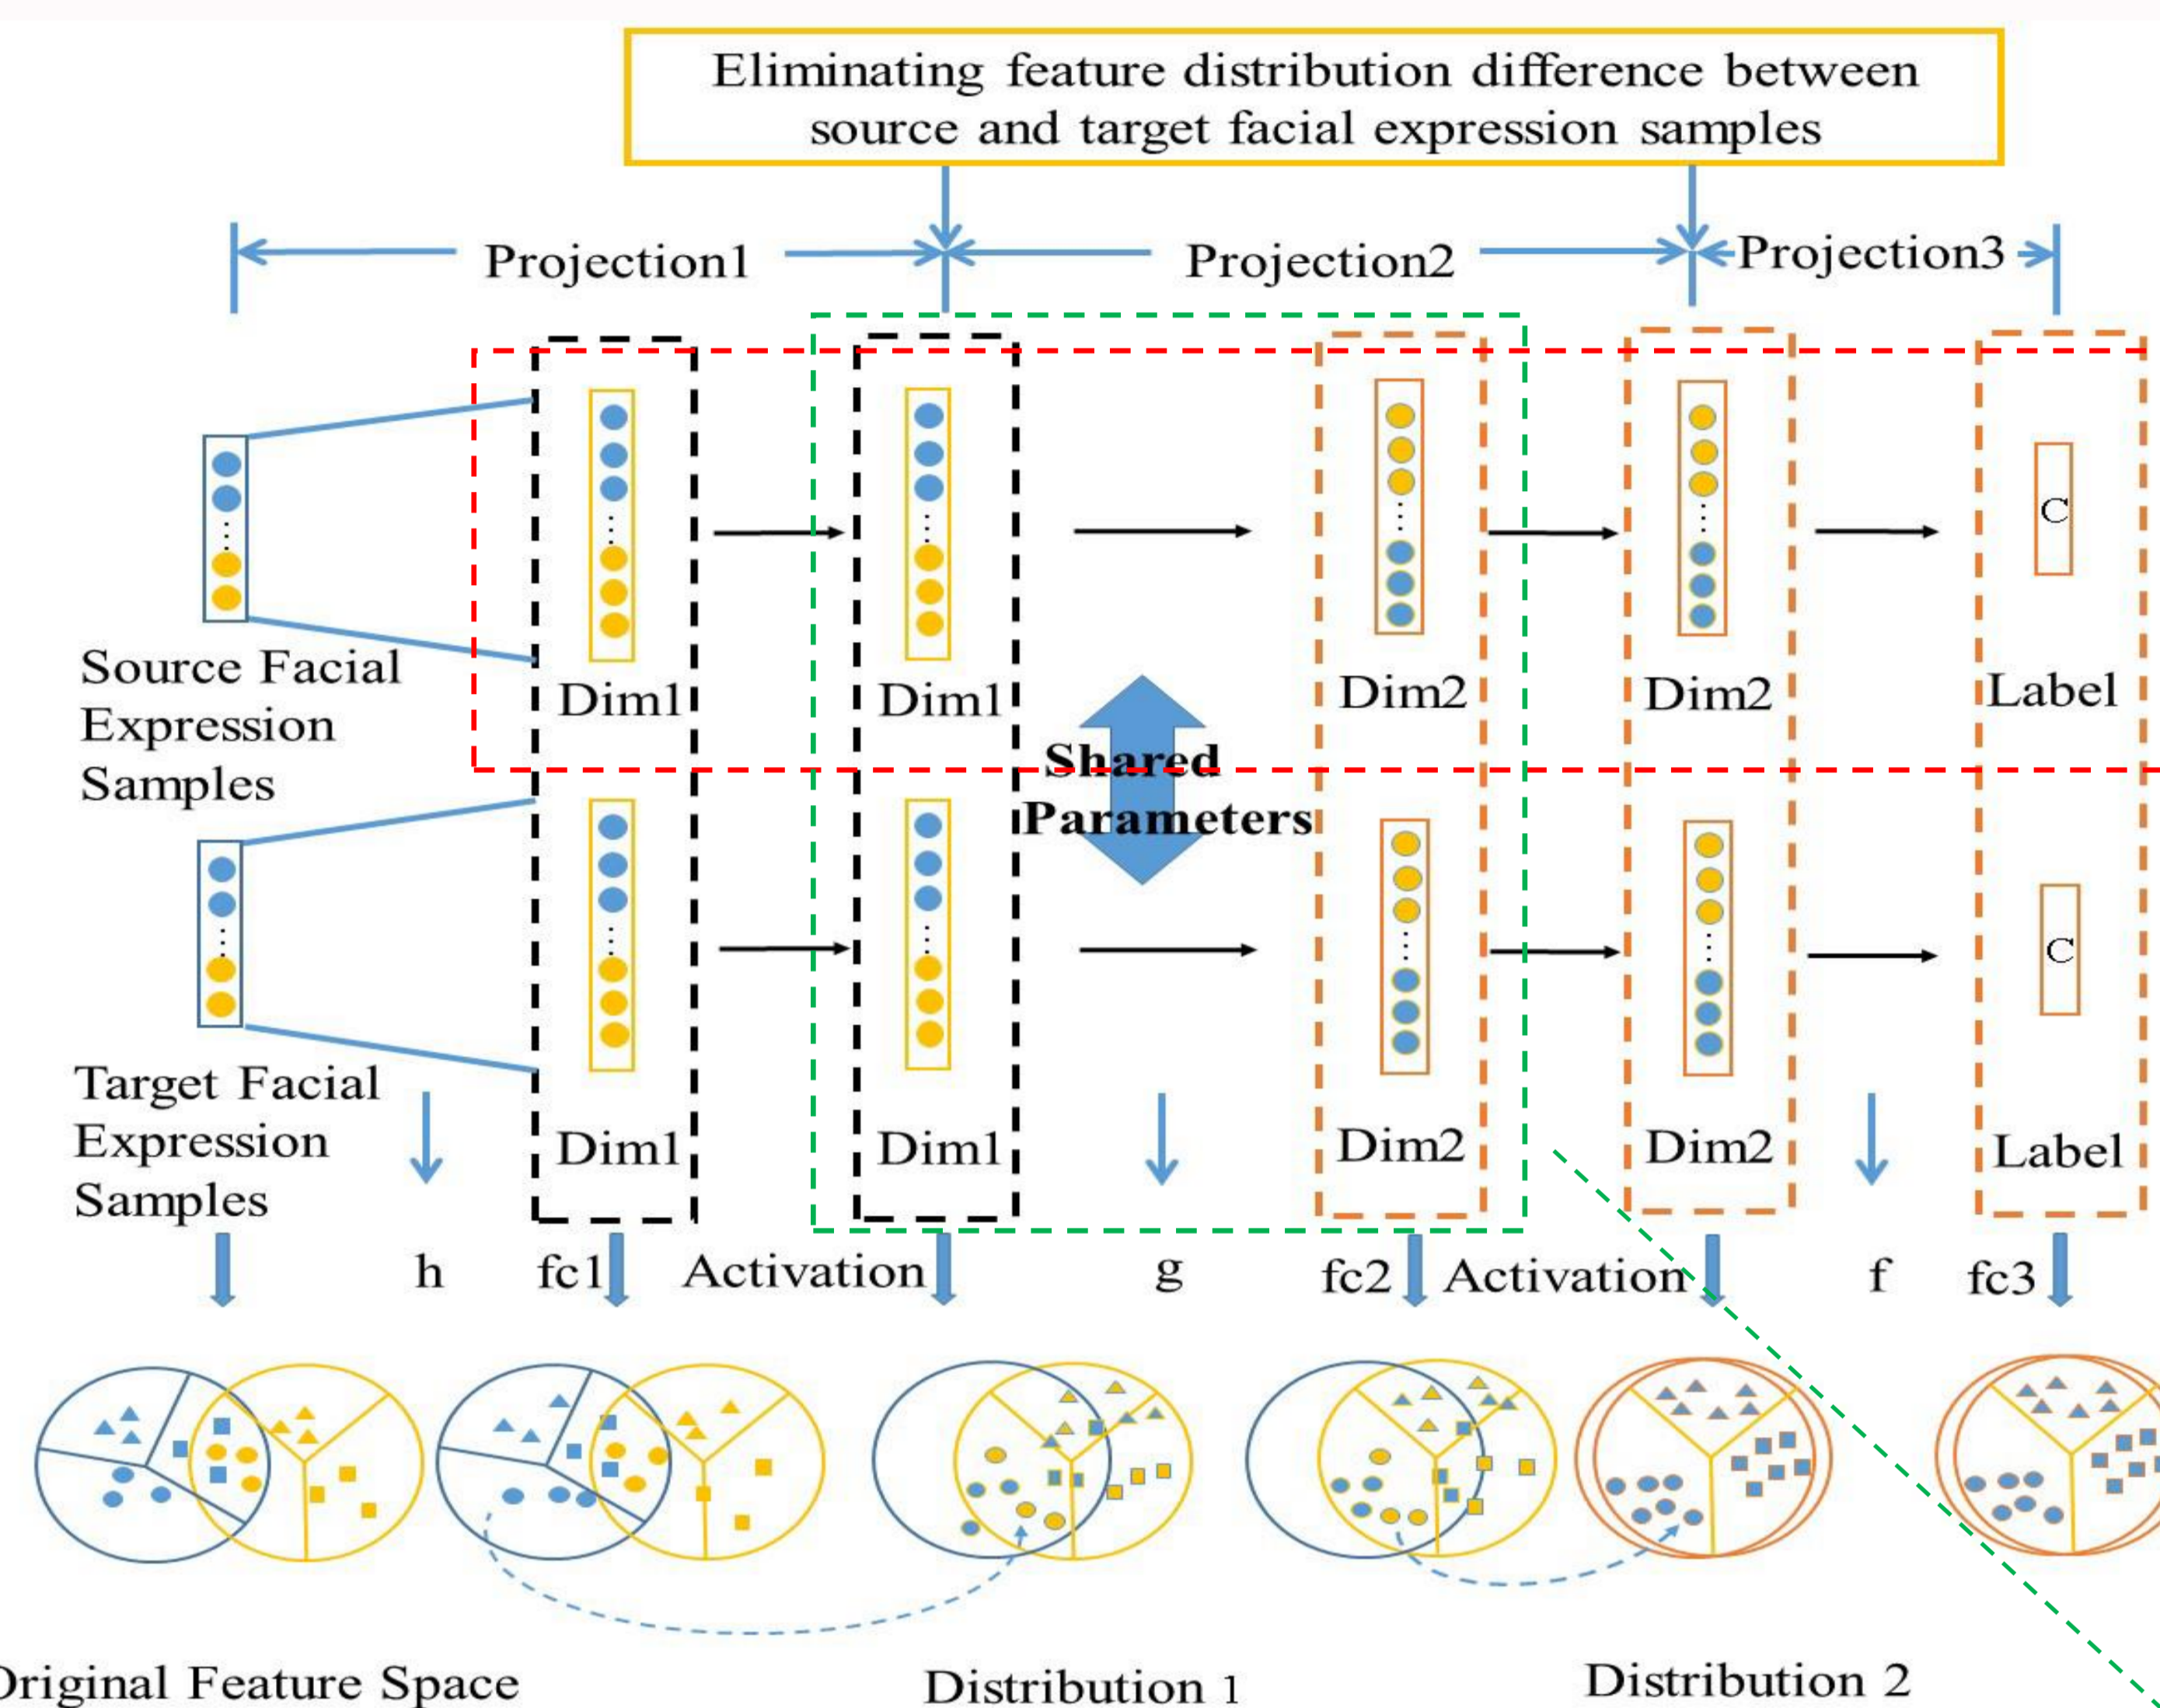 Eliminating feature distribution difference between
source and target facial expression samples
Projection1
Projection2
Projection3
Source Facial
Expression
Samples
Dim1
Dim1
Dim2
Dim2
C
Label
Shared
Parameters
Target Facial
Expression
Samples
Dim1
Dim1
Dim2
Dim2
C
Label
h
fc1
Activation
g
fc2
Activation
f
fc3
Original Feature Space
Distribution 1
Distribution 2